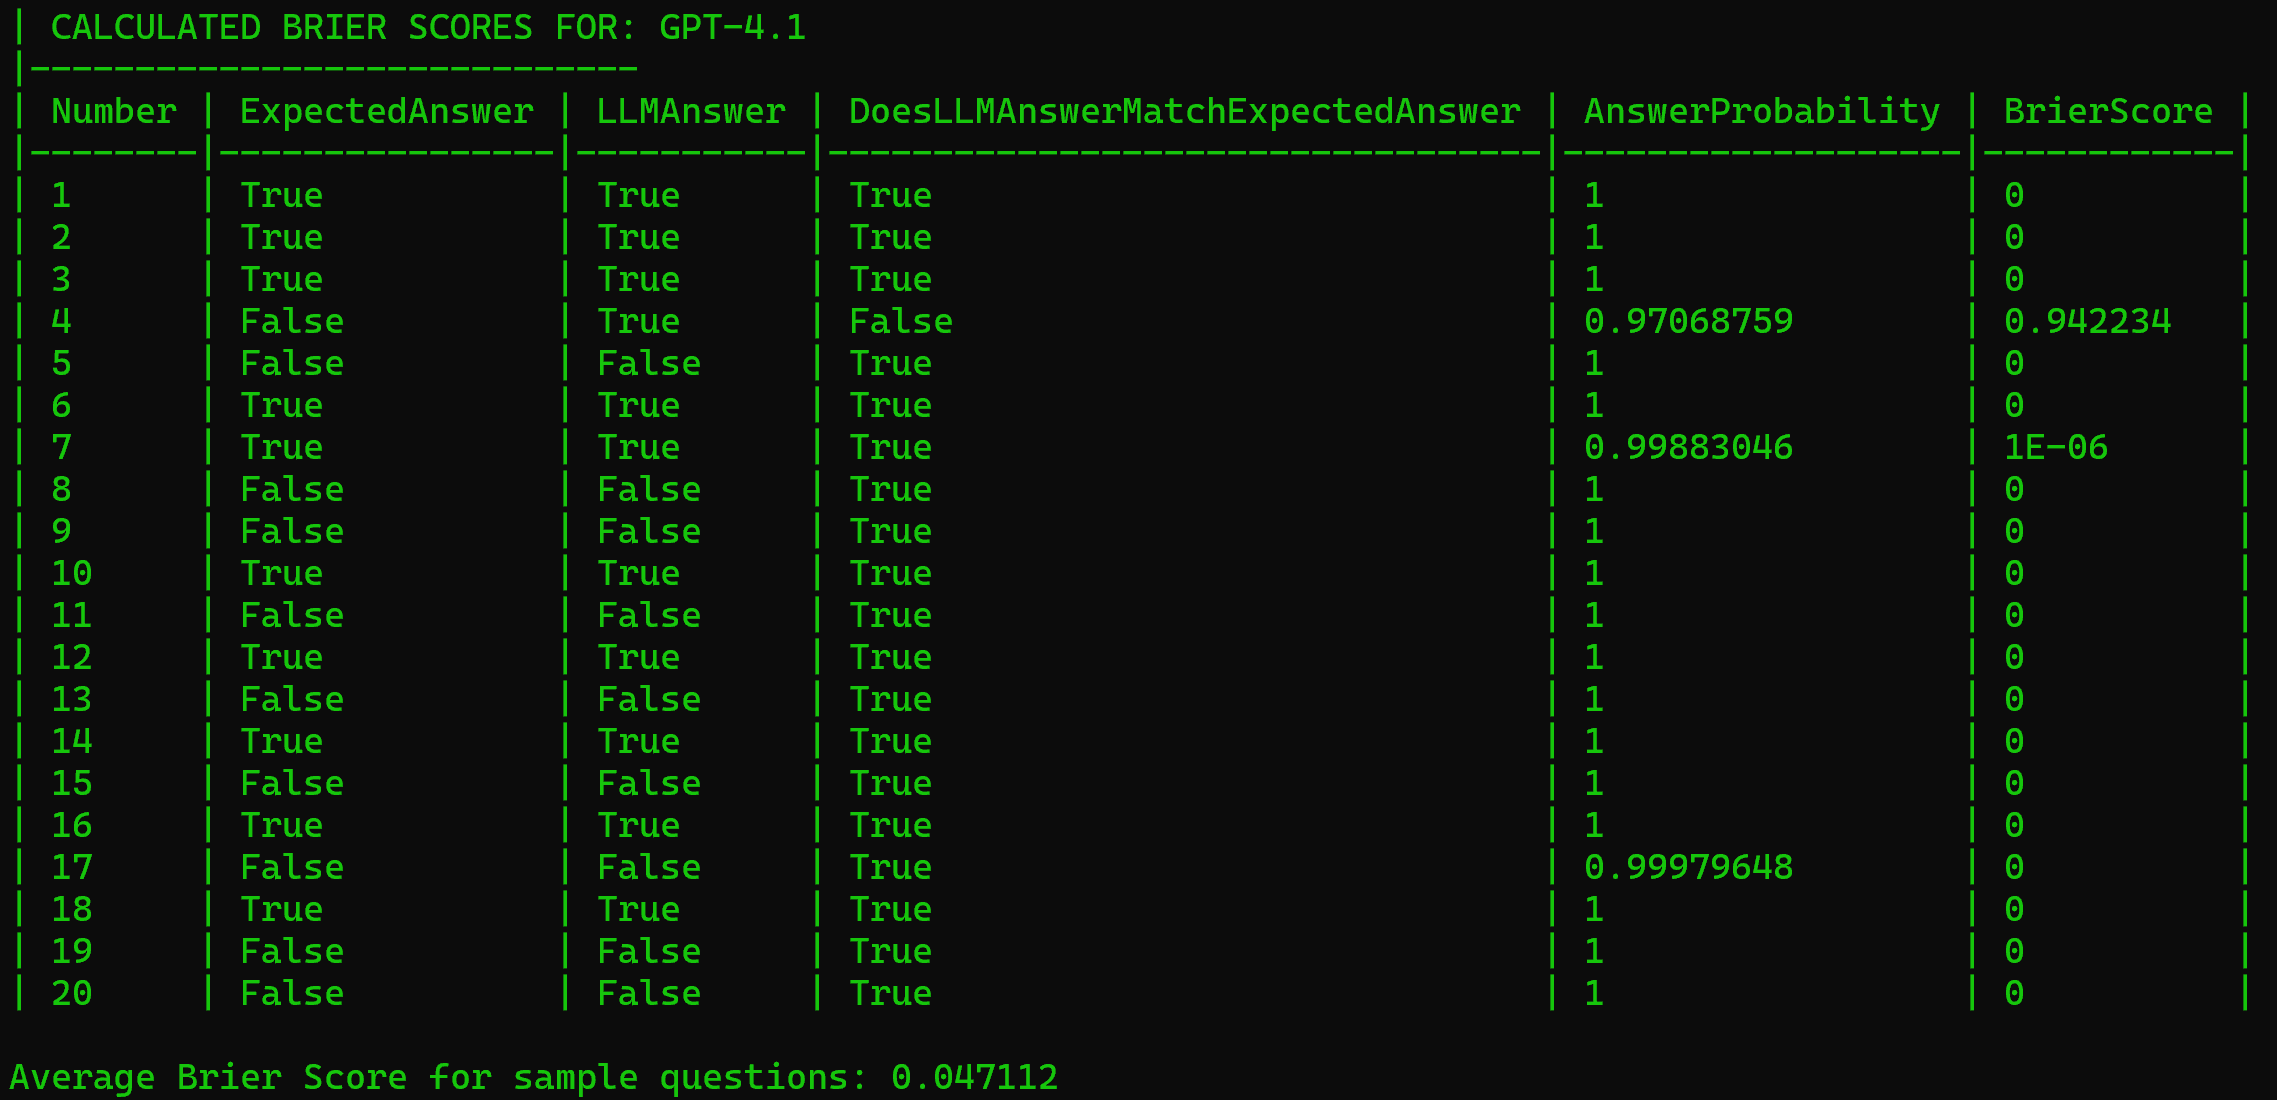 | CALCULATED BRIER SCORES FOR: GPT-4.1
|-----------------------------
| Number | ExpectedAnswer | LLMAnswer | DoesLLMAnswerMatchExpectedAnswer | AnswerProbability | BrierScore |
|--------|----------------|-----------|----------------------------------|-------------------|------------|
| 1 | True | True | True | 1 | 0 |
| 2 | True | True | True | 1 | 0 |
| 3 | True | True | True | 1 | 0 |
| 4 | False | True | False | 0.97068759 | 0.942234 |
| 5 | False | False | True | 1 | 0 |
| 6 | True | True | True | 1 | 0 |
| 7 | True | True | True | 0.99883046 | 1E-06 |
| 8 | False | False | True | 1 | 0 |
| 9 | False | False | True | 1 | 0 |
| 10 | True | True | True | 1 | 0 |
| 11 | False | False | True | 1 | 0 |
| 12 | True | True | True | 1 | 0 |
| 13 | False | False | True | 1 | 0 |
| 14 | True | True | True | 1 | 0 |
| 15 | False | False | True | 1 | 0 |
| 16 | True | True | True | 1 | 0 |
| 17 | False | False | True | 0.99979648 | 0 |
| 18 | True | True | True | 1 | 0 |
| 19 | False | False | True | 1 | 0 |
| 20 | False | False | True | 1 | 0 |
Average Brier Score for sample questions: 0.047112